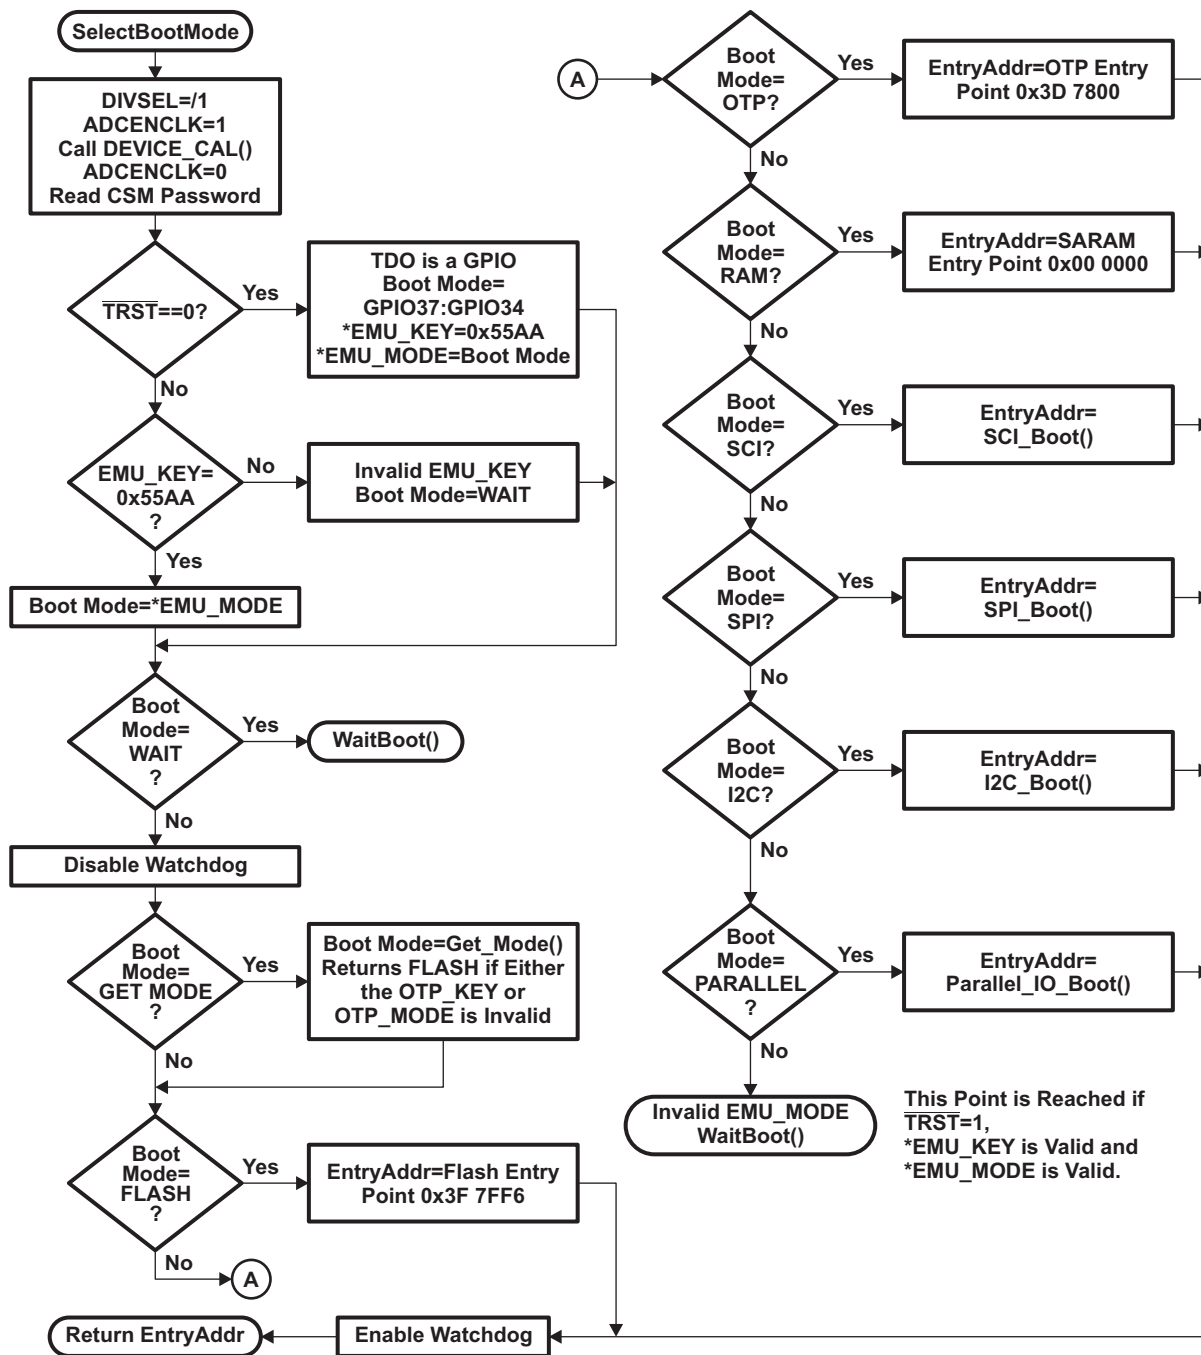 SelectBootMode
DIVSEL=/1
ADCENCLK=1
Call DEVICE_CAL()
ADCENCLK=0
Read CSM Password
TRST==0?
Yes
TDO is a GPIO
Boot Mode=
GPIO37:GPIO34
*EMU_KEY=0x55AA
*EMU_MODE=Boot Mode
No
EMU_KEY=
0x55AA
?
No
Invalid EMU_KEY
Boot Mode=WAIT
Yes
Boot Mode=*EMU_MODE
Boot
Mode=
WAIT
?
Yes
WaitBoot()
No
Disable Watchdog
Boot
Mode=
GET MODE
?
Yes
Boot Mode=Get_Mode()
Returns FLASH if Either
the OTP_KEY or
OTP_MODE is Invalid
No
Boot
Mode=
FLASH
?
Yes
EntryAddr=Flash Entry
Point 0x3F 7FF6
No
A
Return EntryAddr
Enable Watchdog
A
Boot
Mode=
OTP?
Yes
EntryAddr=OTP Entry
Point 0x3D 7800
No
Boot
Mode=
RAM?
Yes
EntryAddr=SARAM
Entry Point 0x00 0000
No
Boot
Mode=
SCI?
Yes
EntryAddr=
SCI_Boot()
No
Boot
Mode=
SPI?
Yes
EntryAddr=
SPI_Boot()
No
Boot
Mode=
I2C?
Yes
EntryAddr=
I2C_Boot()
No
Boot
Mode=
PARALLEL
?
Yes
EntryAddr=
Parallel_IO_Boot()
No
Invalid EMU_MODE
WaitBoot()
This Point is Reached if
TRST=1,
*EMU_KEY is Valid and
*EMU_MODE is Valid.